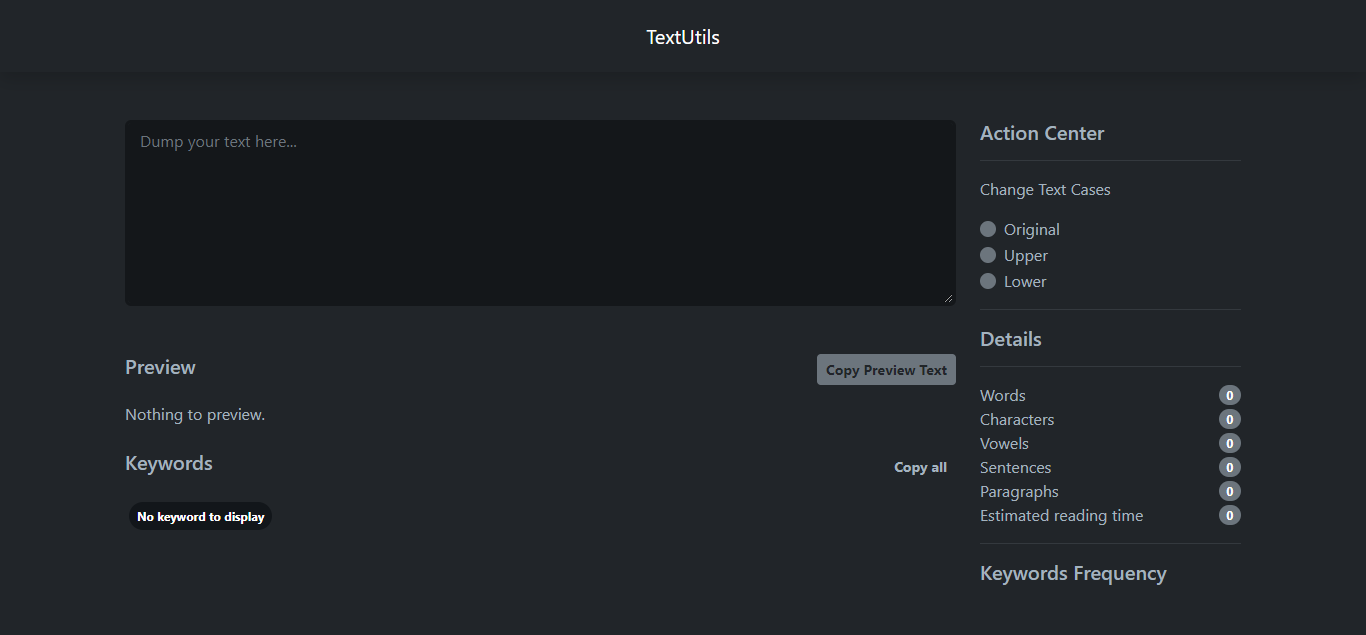 TextUtils
Dump your text here...
Preview
Copy Preview Text
Nothing to preview.
Keywords
Copy all
No keyword to display
Action Center
Change Text Cases
Original
Upper
Lower
Details
Words 0
Characters 0
Vowels 0
Sentences 0
Paragraphs 0
Estimated reading time 0
Keywords Frequency